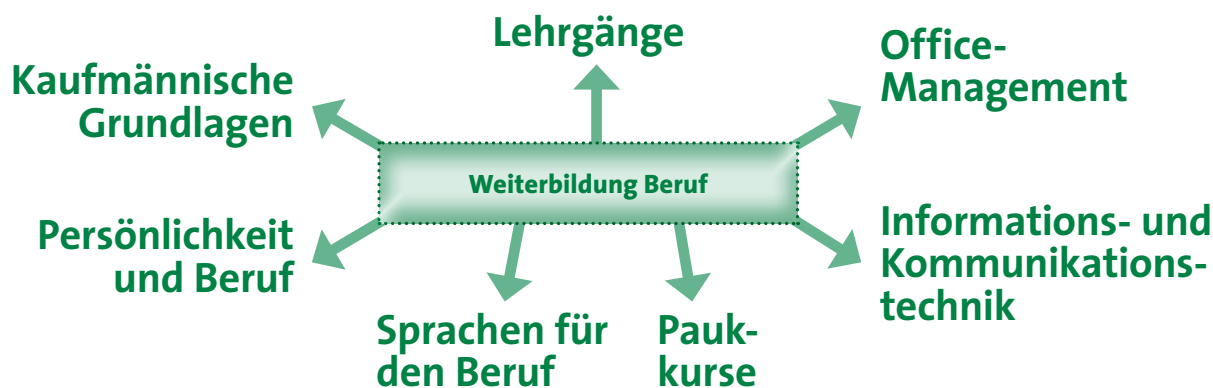 Lehrgänge
Office-
Management
Kaufmännische
Grundlagen
Weiterbildung Beruf
Persönlichkeit
und Beruf
Informations- und
Kommunikations-
technik
Sprachen für
den Beruf
Pauk-
kurse